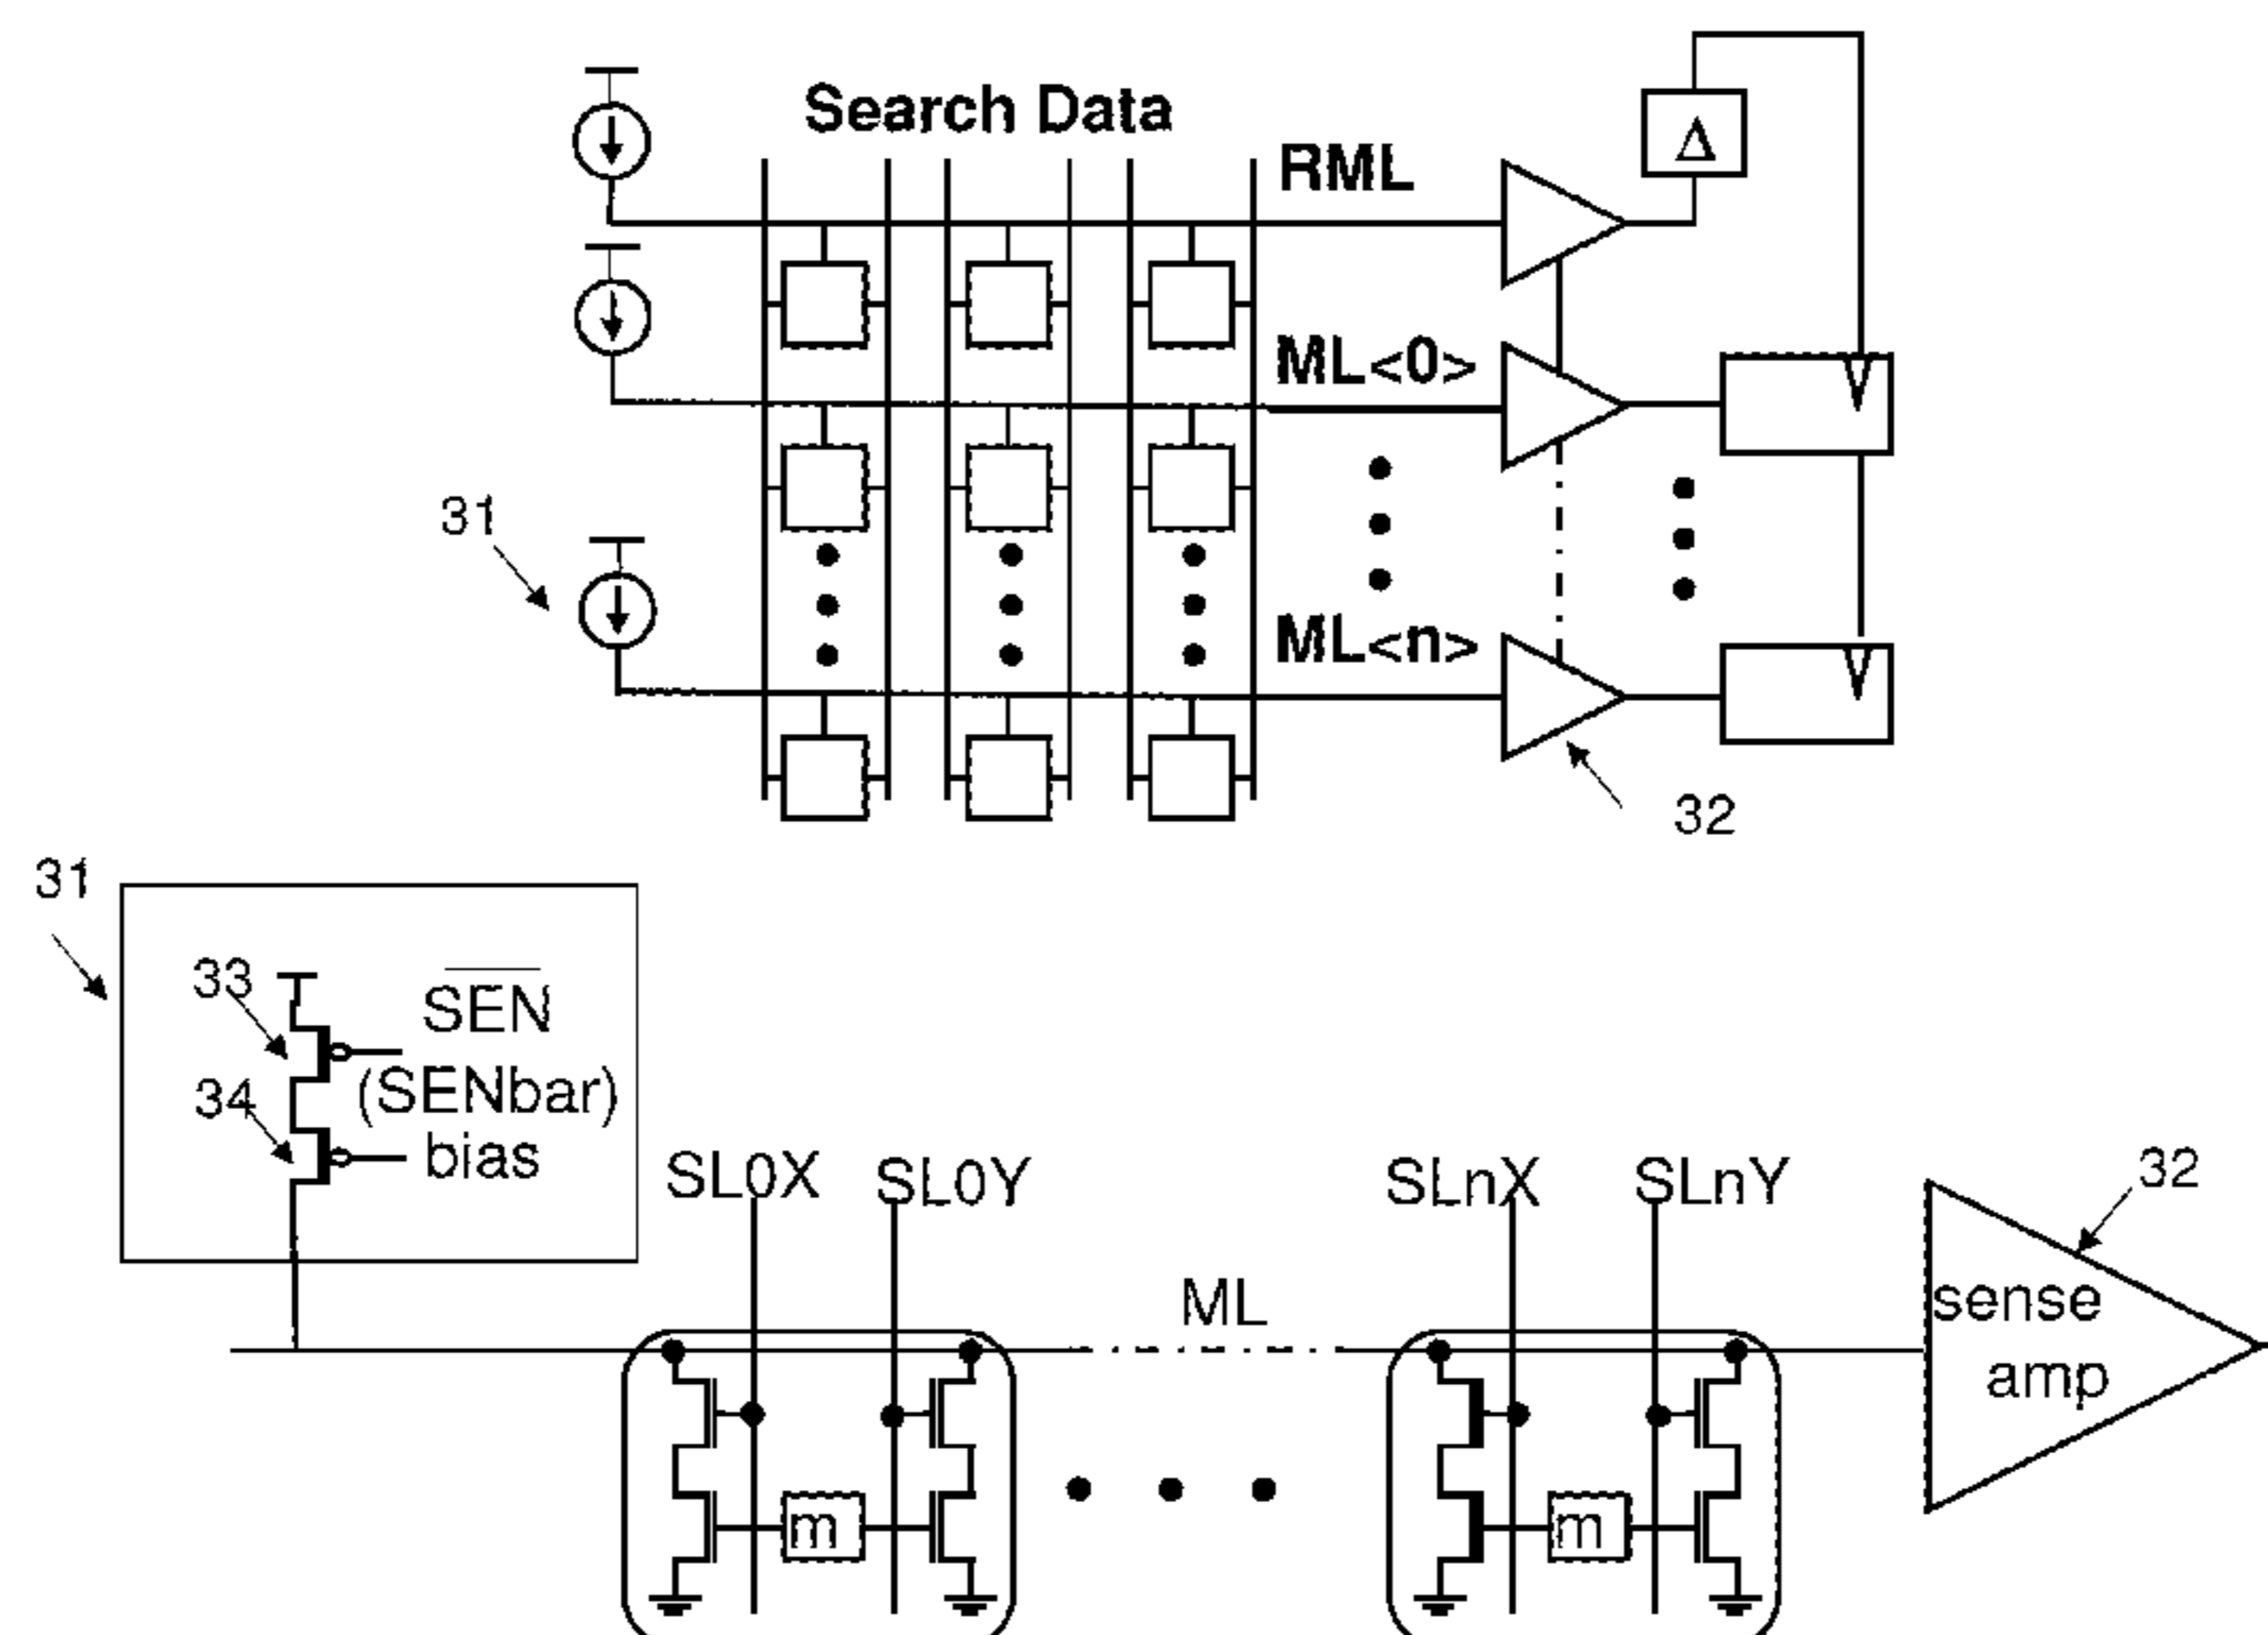 Search Data
Δ
RML
ML<0>
31
ML<n>
32
31
33
SEN
(SENbar)
34
bias
SL0X
SL0Y
SLnX
SLnY
32
ML
sense
amp
m
m